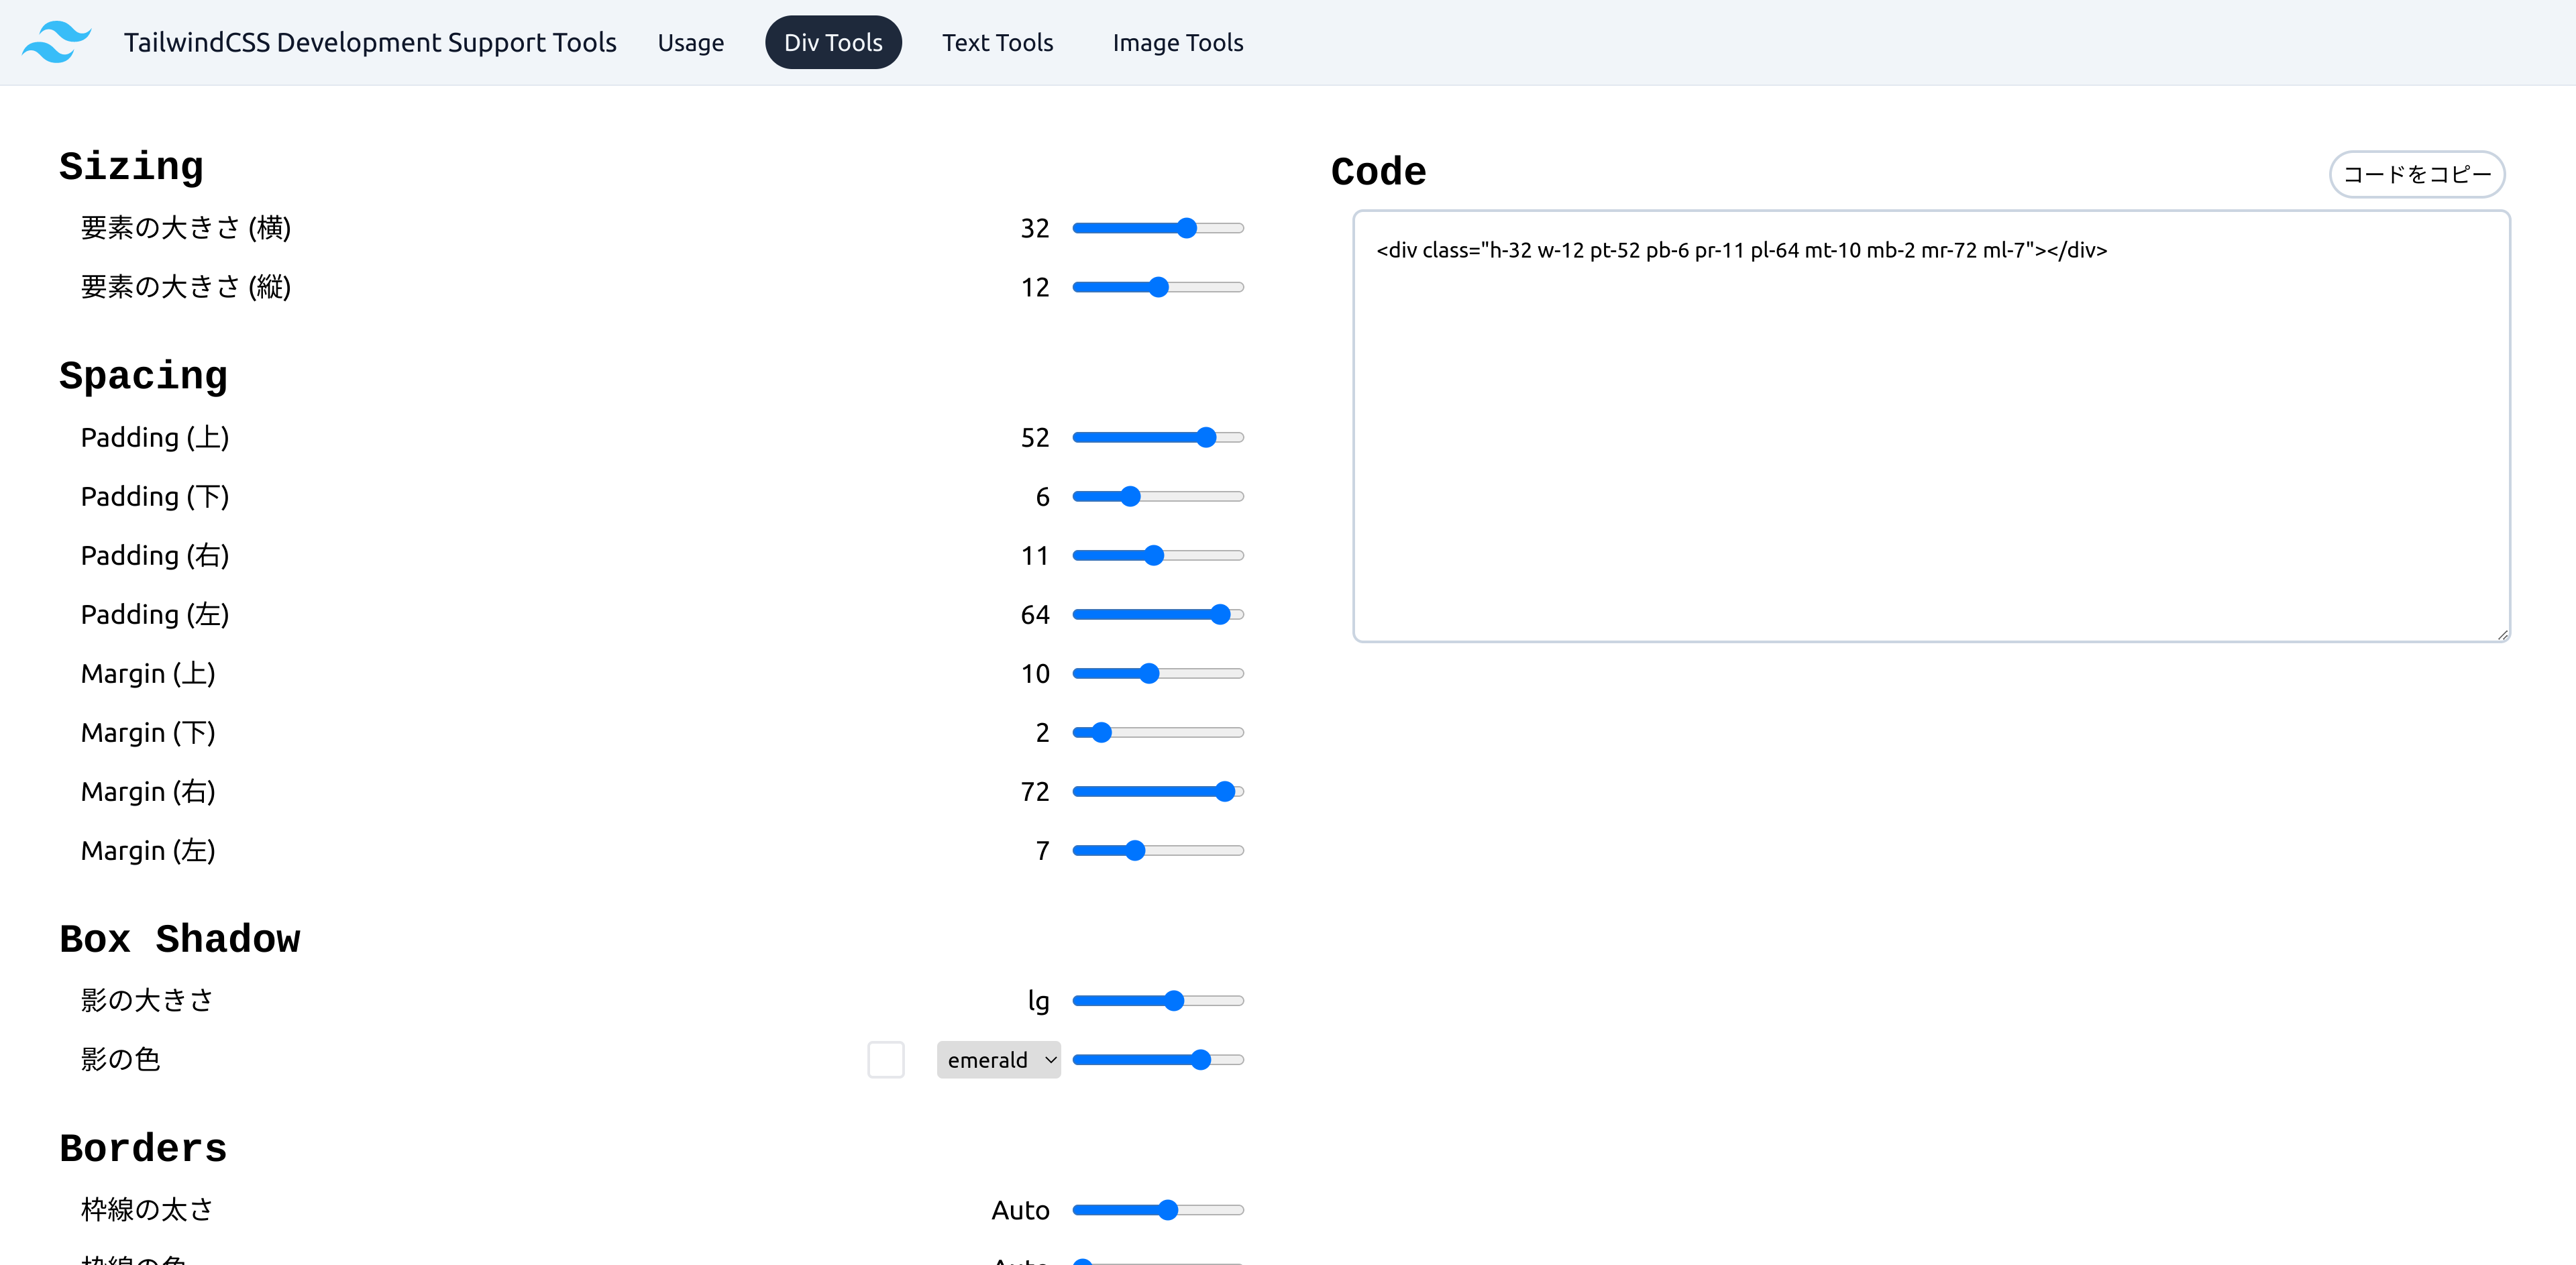 TailwindCSS Development Support Tools Usage Div Tools Text Tools Image Tools
Sizing
要素の大きさ (横) 32
要素の大きさ (縦) 12
Spacing
Padding (上) 52
Padding (下) 6
Padding (右) 11
Padding (左) 64
Margin (上) 10
Margin (下) 2
Margin (右) 72
Margin (左) 7
Box Shadow
影の大きさ lg
影の色 emerald
Borders
枠線の太さ Auto
枠線の色 Auto
Code コードをコピー
<div class="h-32 w-12 pt-52 pb-6 pr-11 pl-64 mt-10 mb-2 mr-72 ml-7"></div>